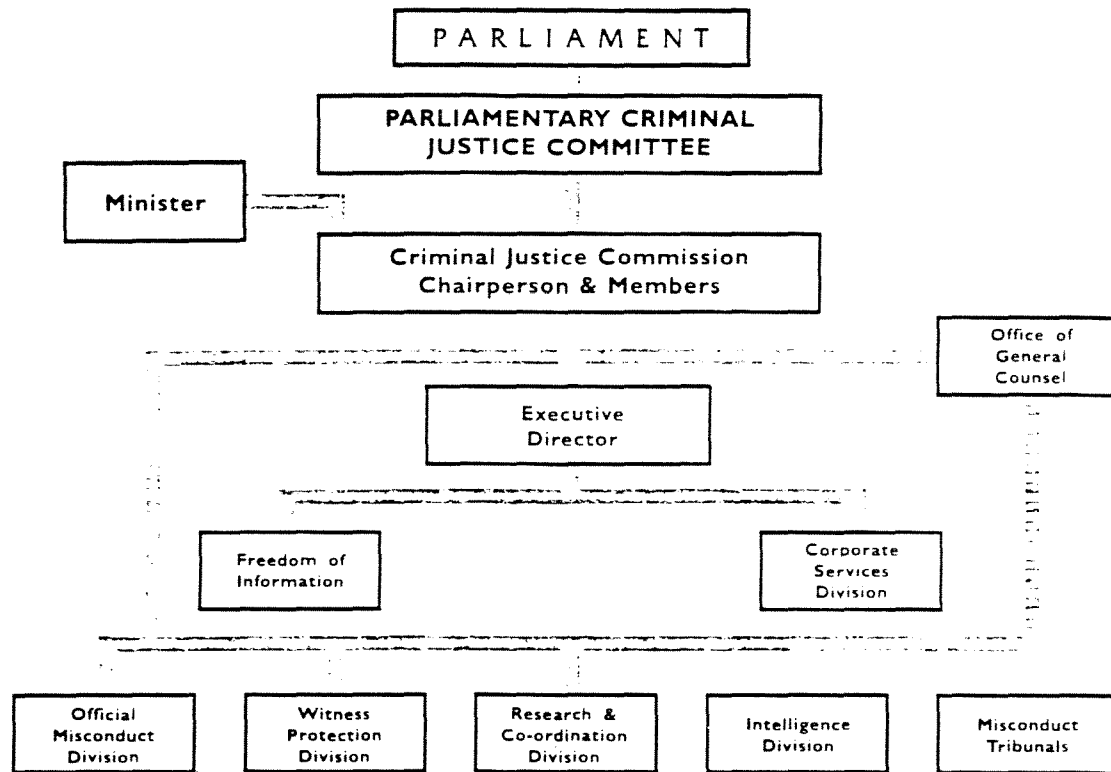 PARLIAMENT
PARLIAMENTARY CRIMINAL
JUSTICE COMMITTEE
Minister
Criminal Justice Commission
Chairperson & Members
Office of
General
Counsel
Executive
Director
Freedom of
Information
Corporate
Services
Division
Official
Misconduct
Division
Witness
Protection
Division
Research &
Co-ordination
Division
Intelligence
Division
Misconduct
Tribunals